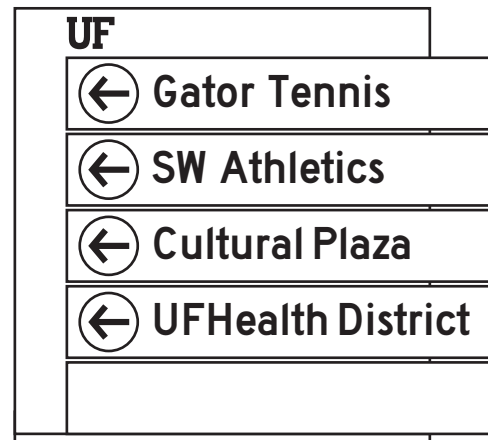 UF
Gator Tennis
SW Athletics
Cultural Plaza
UFHealth District